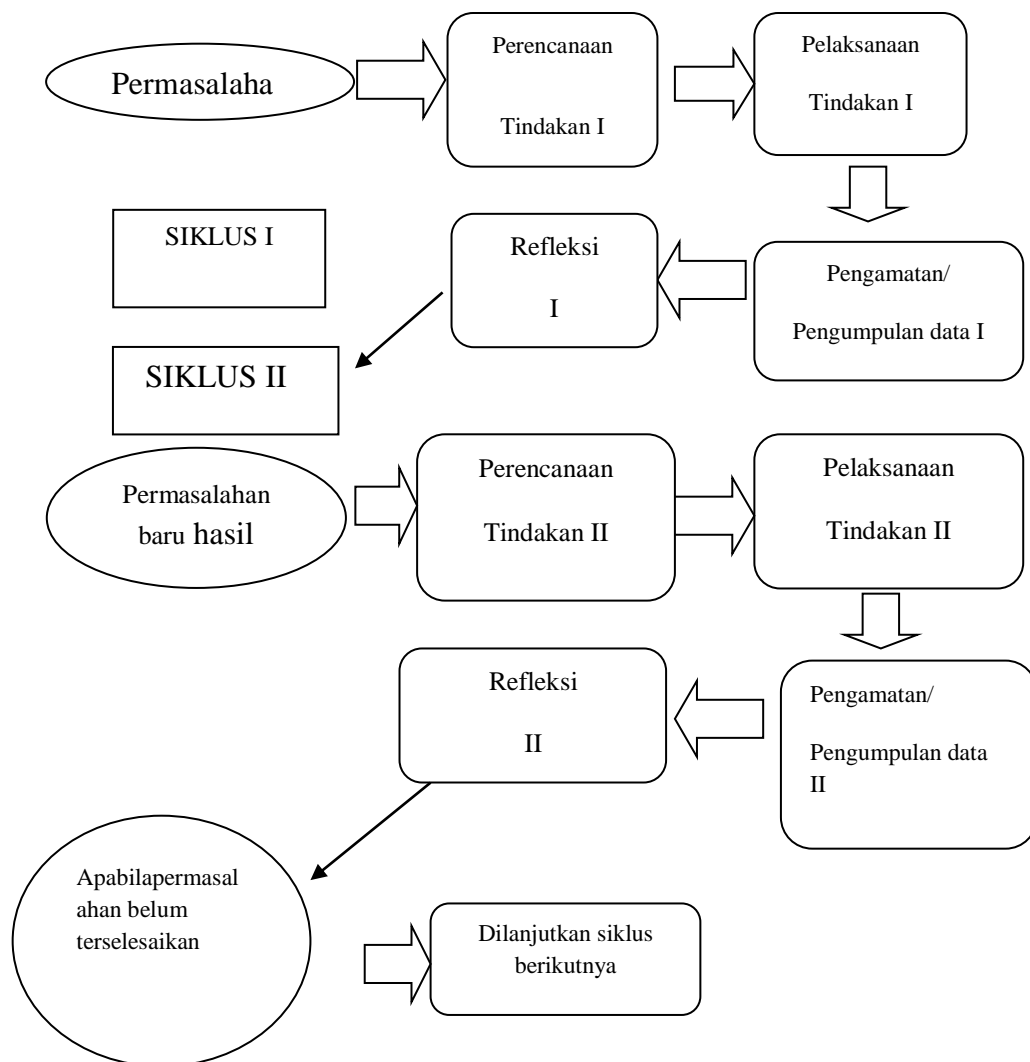 Permasalaha
Perencanaan
Tindakan I
Pelaksanaan
Tindakan I
SIKLUS I
Refleksi
I
Pengamatan/
Pengumpulan data I
SIKLUS II
Permasalahan
baru hasil
Perencanaan
Tindakan II
Pelaksanaan
Tindakan II
Refleksi
II
Pengamatan/
Pengumpulan data
II
Apabilapermasal
ahan belum
terselesaikan
Dilanjutkan siklus
berikutnya